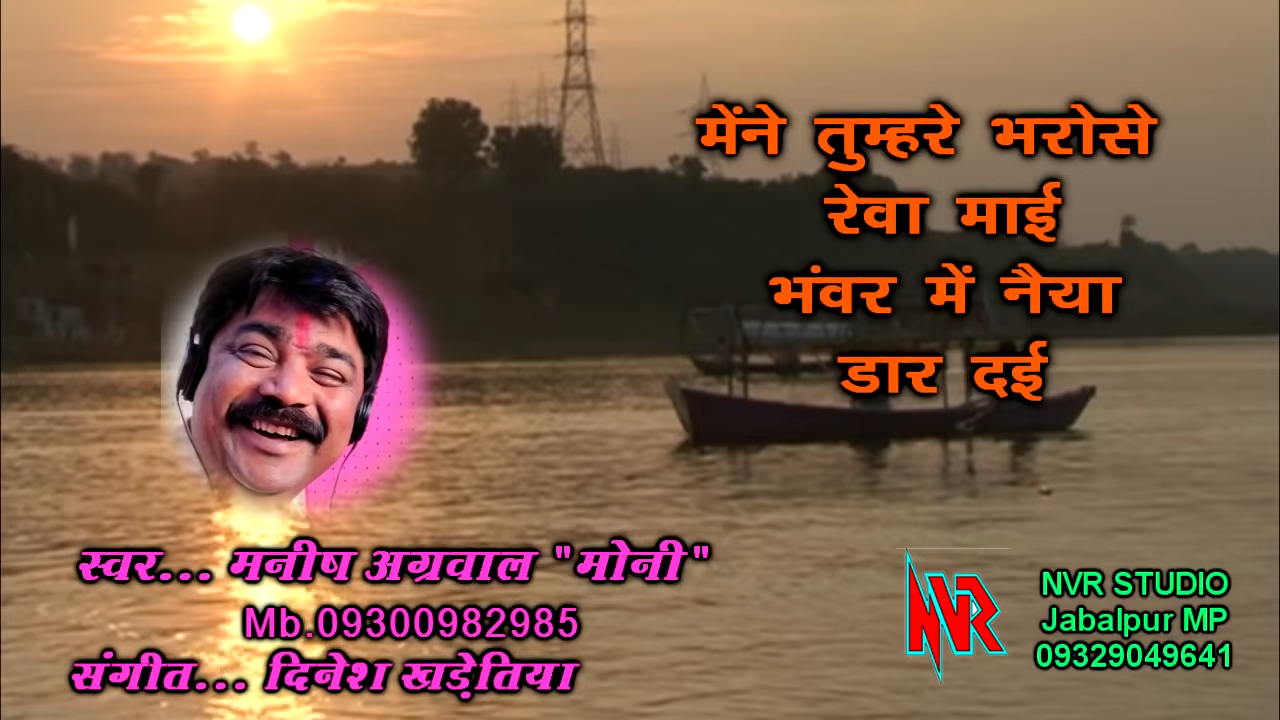 मेंने तुम्हरे भरोसे
रेवा माई
भंवर में नैया
डार दई
स्वर... मनीष अग्रवाल "मोनी"
Mb.09300982985
संगीत... दिनेश खड़ेतिया
NVR
NVR STUDIO
Jabalpur MP
09329049641